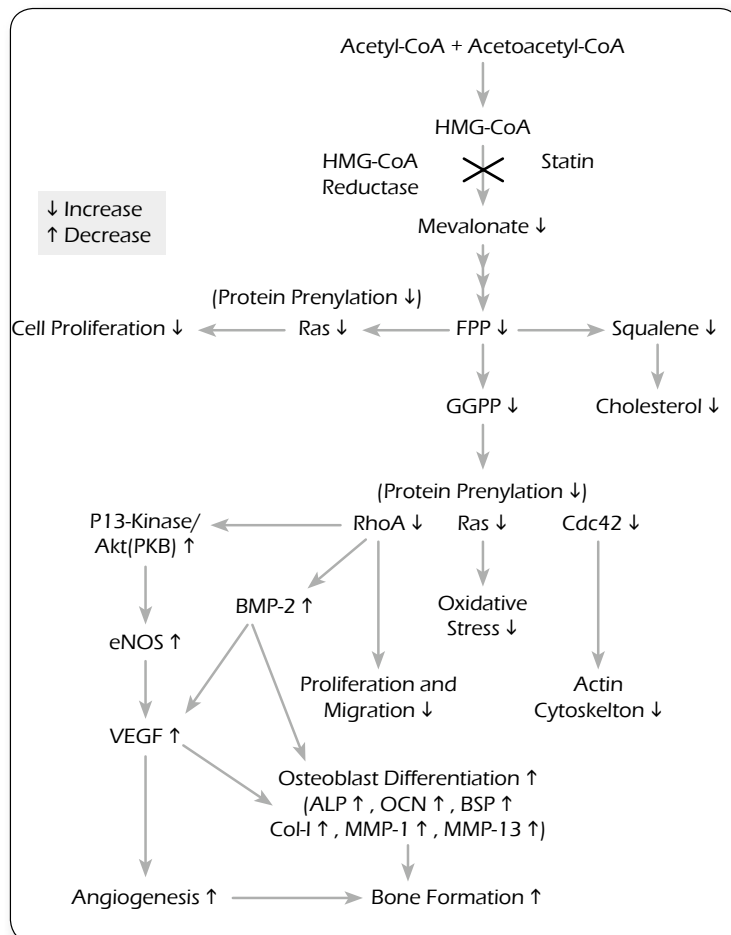 Acetyl-CoA + Acetoacetyl-CoA
HMG-CoA
HMG-CoA
Reductase
Statin
↓ Increase
↑ Decrease
Mevalonate ↓
(Protein Prenylation ↓)
Cell Proliferation ↓
Ras ↓
FPP ↓
Squalene ↓
GGPP ↓
Cholesterol ↓
(Protein Prenylation ↓)
P13-Kinase/
Akt(PKB) ↑
RhoA ↓
Ras ↓
Cdc42 ↓
BMP-2 ↑
Oxidative
Stress ↓
eNOS ↑
Proliferation and
Migration ↓
Actin
Cytoskelton ↓
VEGF ↑
Osteoblast Differentiation ↑
(ALP ↑ , OCN ↑ , BSP ↑
Col-I ↑ , MMP-1 ↑ , MMP-13 ↑)
Angiogenesis ↑
Bone Formation ↑